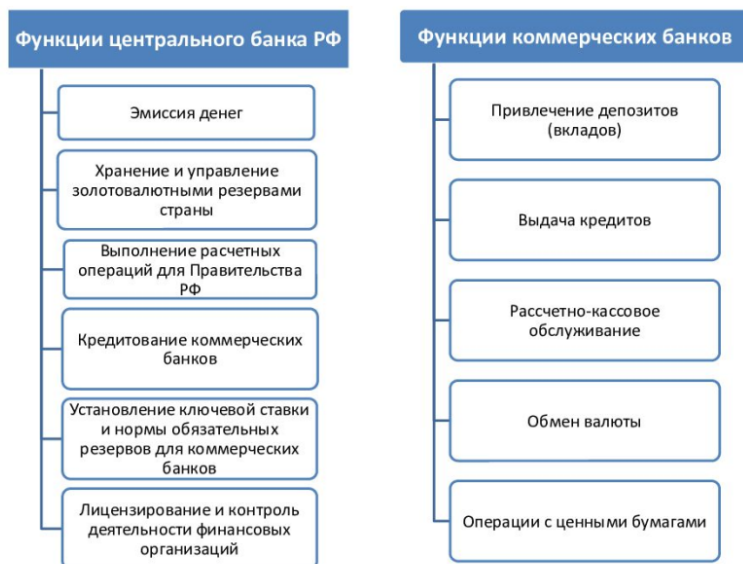 Функции центрального банка РФ
Эмиссия денег
Хранение и управление
золотовалютными резервами
страны
Выполнение расчетных
операций для Правительства
РФ
Кредитование коммерческих
банков
Установление ключевой ставки
и нормы обязательных
резервов для коммерческих
банков
Лицензирование и контроль
деятельности финансовых
организаций
Функции коммерческих банков
Привлечение депозитов
(вкладов)
Выдача кредитов
Рассчетно-кассовое
обслуживание
Обмен валюты
Операции с ценными бумагами